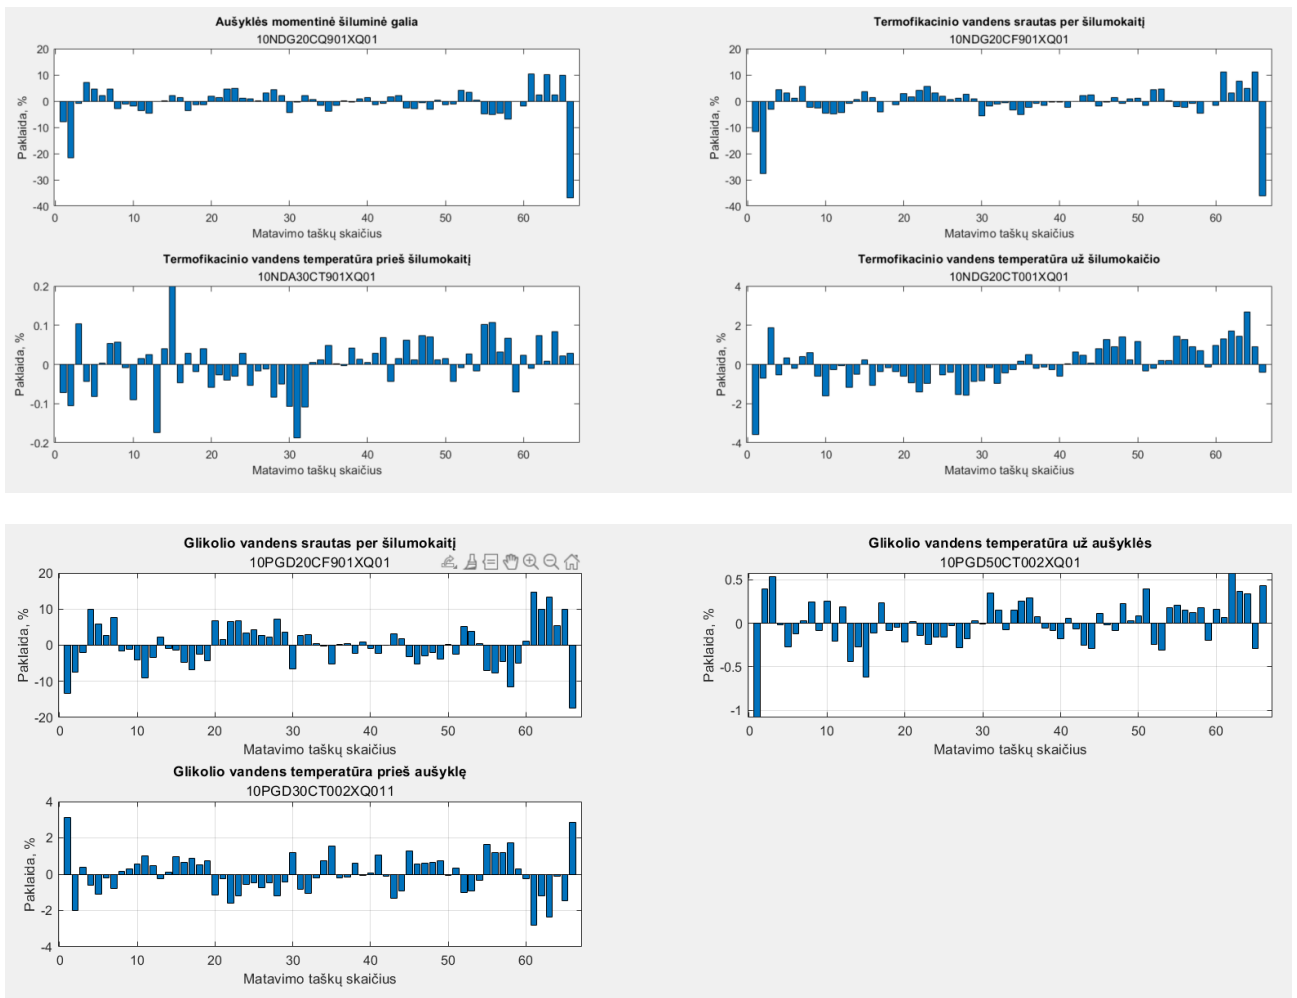 Aušyklės momentinė šiluminė galia
10NDG20CQ901XQ01
20
10
0
-10
-20
-30
-40
Paklaida, %
0 10 20 30 40 50 60
Matavimo taškų skaičius
Termofikacinio vandens srautas per šilumokaitį
10NDG20CF901XQ01
20
10
0
-10
-20
-30
-40
Paklaida, %
0 10 20 30 40 50 60
Matavimo taškų skaičius
Termofikacinio vandens temperatūra prieš šilumokaitį
10NDA30CT901XQ01
0.2
0.1
0
-0.1
-0.2
Paklaida, %
0 10 20 30 40 50 60
Matavimo taškų skaičius
Termofikacinio vandens temperatūra už šilumokaičio
10NDG20CT001XQ01
4
2
0
-2
-4
Paklaida, %
0 10 20 30 40 50 60
Matavimo taškų skaičius
Glikolio vandens srautas per šilumokaitį
10PGD20CF901XQ01
20
10
0
-10
-20
Paklaida, %
0 10 20 30 40 50 60
Matavimo taškų skaičius
Glikolio vandens temperatūra už aušyklės
10PGD50CT002XQ01
0.5
0
-0.5
-1
Paklaida, %
0 10 20 30 40 50 60
Matavimo taškų skaičius
Glikolio vandens temperatūra prieš aušyklę
10PGD30CT002XQ011
4
2
0
-2
-4
Paklaida, %
0 10 20 30 40 50 60
Matavimo taškų skaičius